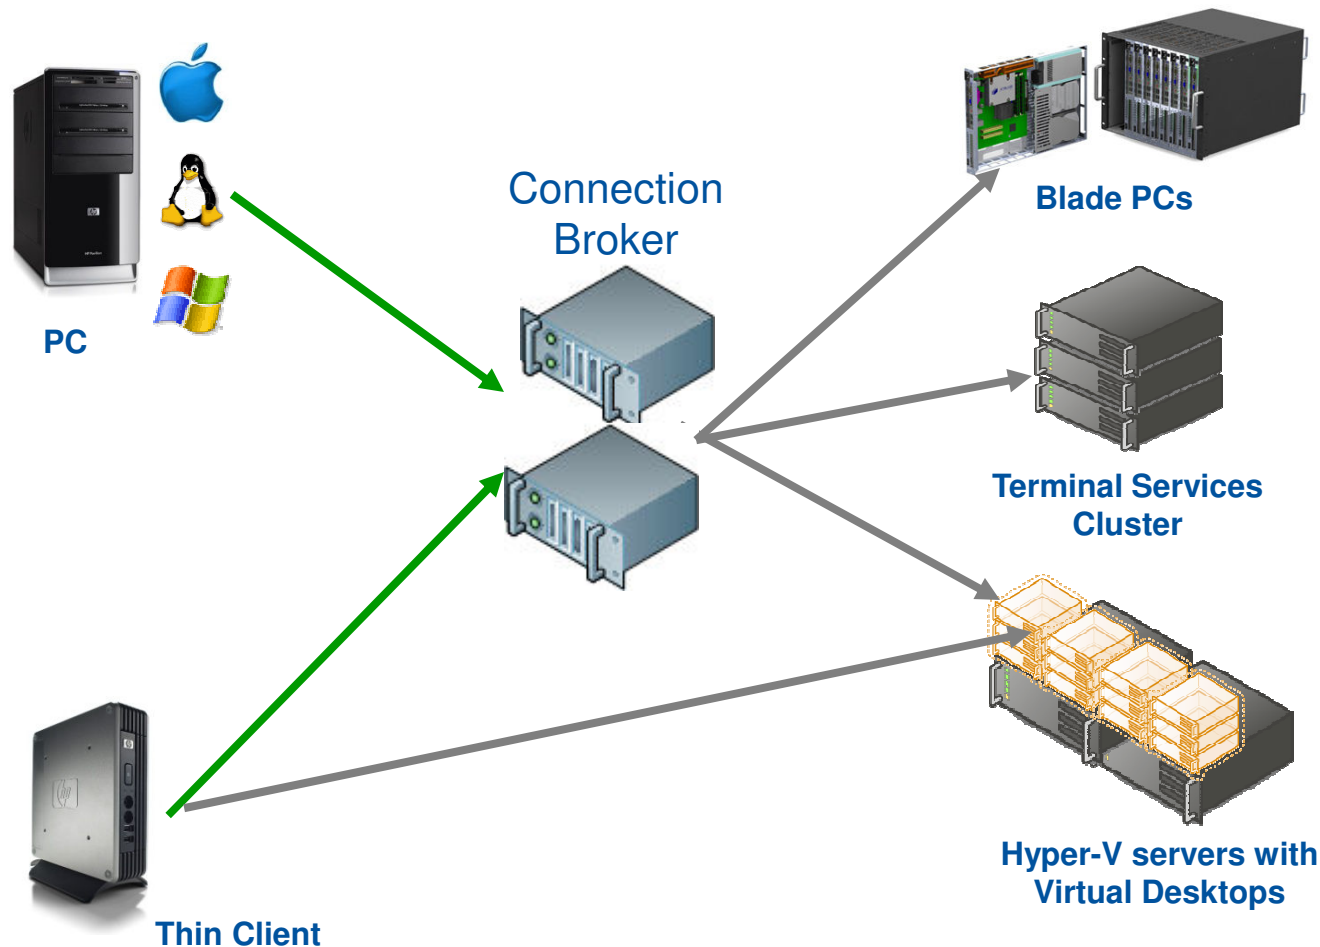 Connection
Broker
PC
Blade PCs
Terminal Services
Cluster
Hyper-V servers with
Virtual Desktops
Thin Client